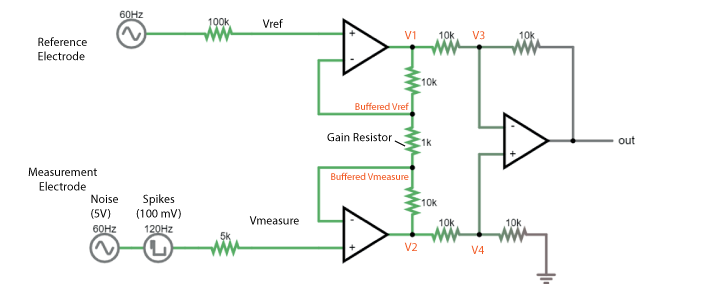 60Hz
100k
Vref
Reference
Electrode
+
-
V1
10k
V3
10k
10k
Buffered Vref
Gain Resistor
1k
-
+
out
Measurement
Electrode
Buffered Vmeasure
Noise
(5V)
Spikes
(100 mV)
60Hz
120Hz
Vmeasure
5k
-
+
10k
V2
10k
V4
10k